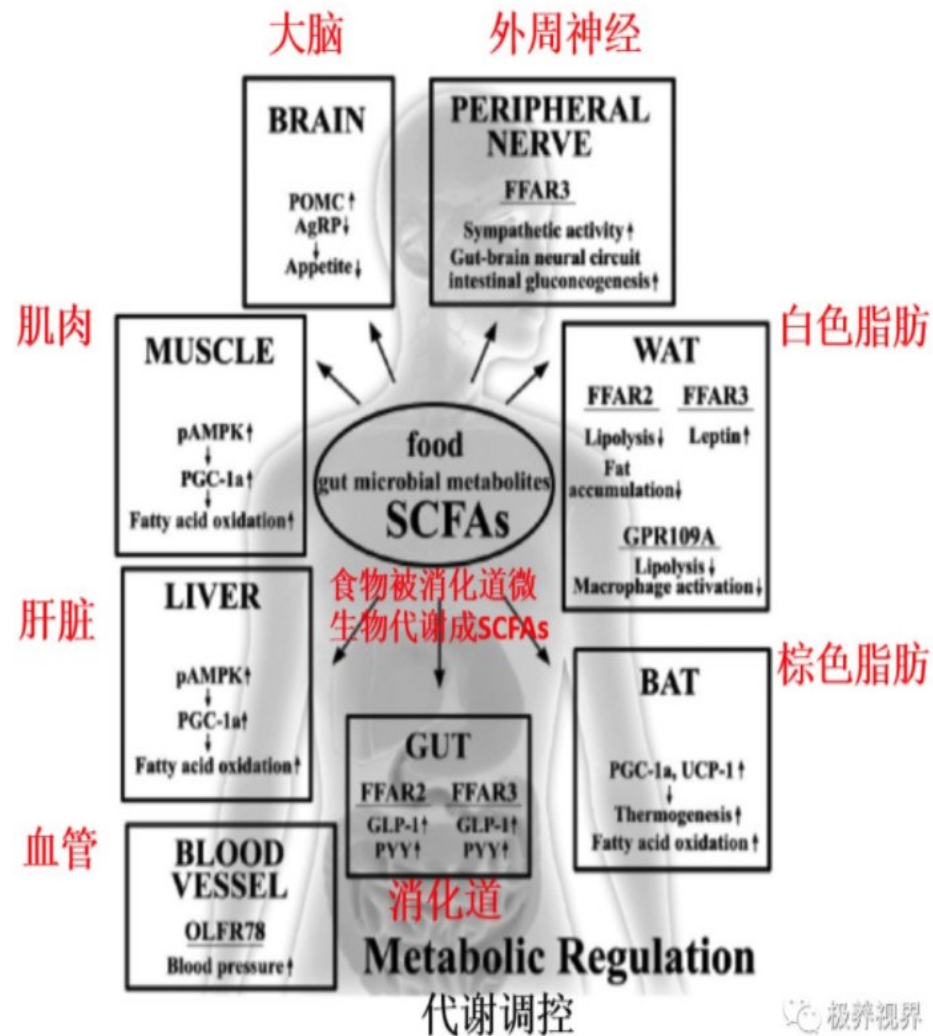 大脑
外周神经
BRAIN
POMC↑
AgRP↓
↓
Appetite↓
PERIPHERAL
NERVE
FFAR3
Sympathetic activity↑
Gut-brain neural circuit
intestinal gluconeogenesis↑
肌肉
MUSCLE
pAMPK↑
↓
PGC-1a↑
↓
Fatty acid oxidation↑
白色脂肪
WAT
FFAR2 FFAR3
Lipolysis↓ Leptin↑
Fat
accumulation↓
GPR109A
Lipolysis↓
Macrophage activation↓
food
gut microbial metabolites
SCFAs
食物被消化道微
生物代谢成SCFAs
肝脏
LIVER
pAMPK↑
↓
PGC-1a↑
↓
Fatty acid oxidation↑
棕色脂肪
BAT
PGC-1a, UCP-1↑
↓
Thermogenesis↑
Fatty acid oxidation↑
GUT
FFAR2 FFAR3
GLP-1↑ GLP-1↑
PYY↑ PYY↑
消化道
血管
BLOOD
VESSEL
OLFR78
Blood pressure↑
Metabolic Regulation
代谢调控
极养视界